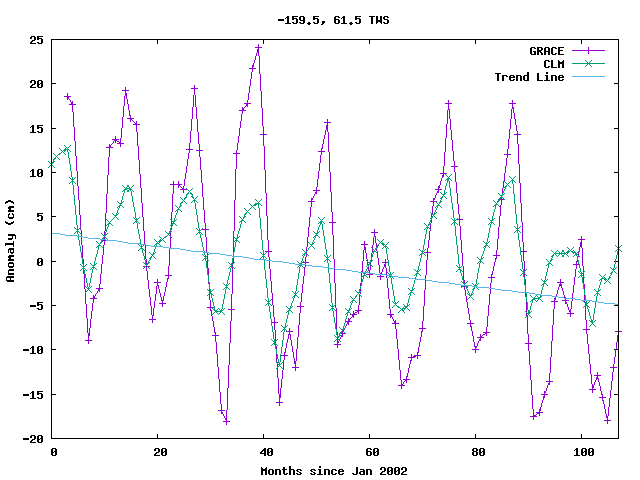 -159.5, 61.5 TWS
GRACE
CLM
Trend Line
25
20
15
10
5
0
-5
-10
-15
-20
Anomaly (cm)
0 20 40 60 80 100
Months since Jan 2002